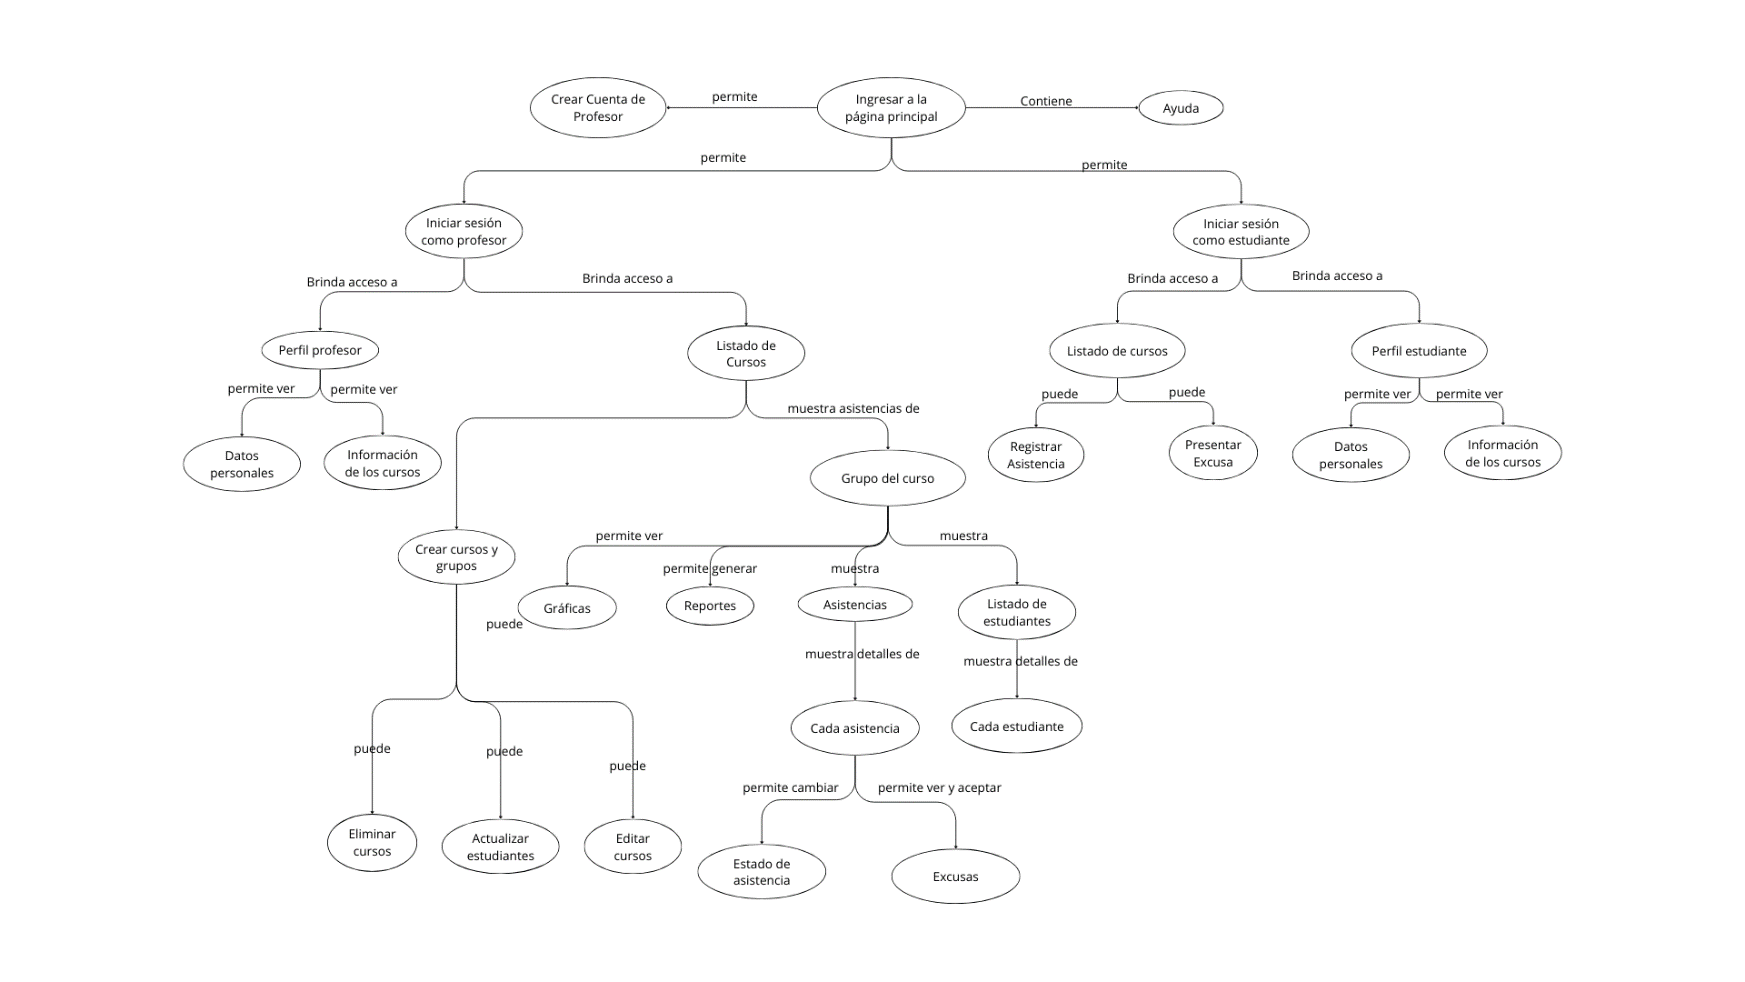 Crear Cuenta de
Profesor
permite
Ingresar a la
página principal
Contiene
Ayuda
permite
permite
Iniciar sesión
como profesor
Iniciar sesión
como estudiante
Brinda acceso a
Brinda acceso a
Brinda acceso a
Brinda acceso a
Perfil profesor
Listado de
Cursos
Listado de cursos
Perfil estudiante
permite ver
permite ver
muestra asistencias de
puede
puede
permite ver
permite ver
Datos
personales
Información
de los cursos
Grupo del curso
Registrar
Asistencia
Presentar
Excusa
Datos
personales
Información
de los cursos
Crear cursos y
grupos
permite ver
permite generar
muestra
muestra
puede
Gráficas
Reportes
Asistencias
Listado de
estudiantes
muestra detalles de
muestra detalles de
Cada asistencia
Cada estudiante
puede
puede
puede
permite cambiar
permite ver y aceptar
Eliminar
cursos
Actualizar
estudiantes
Editar
cursos
Estado de
asistencia
Excusas